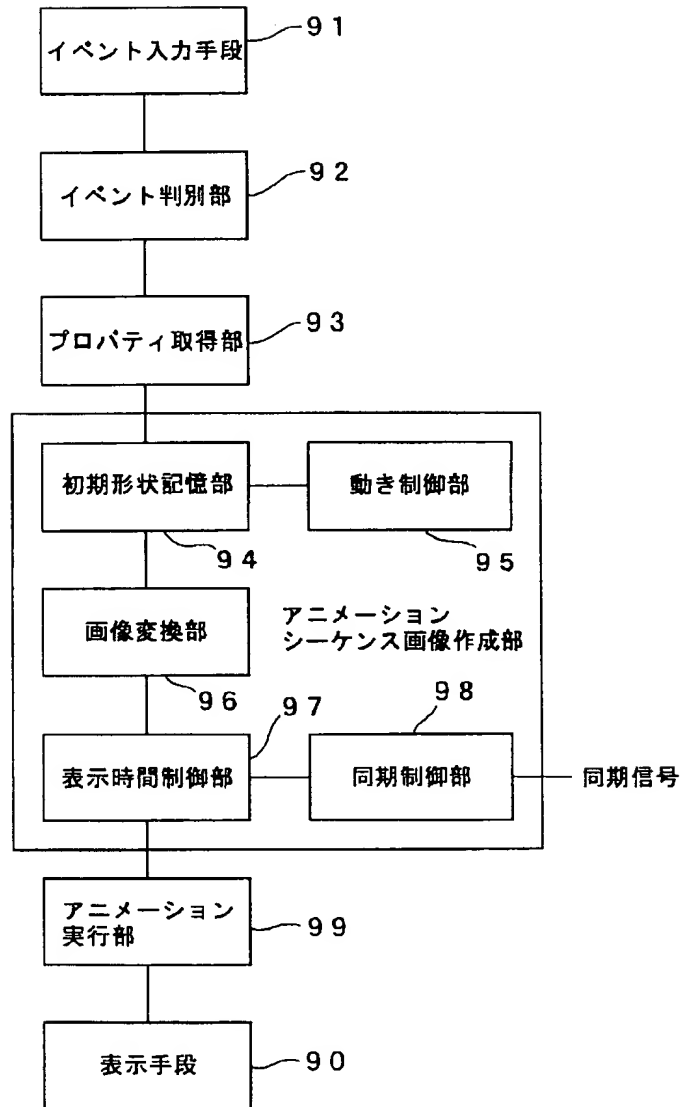 イベント入力手段
91
イベント判別部
92
プロパティ取得部
93
初期形状記憶部
94
動き制御部
95
画像変換部
96
アニメーション
シーケンス画像作成部
97
98
表示時間制御部
同期制御部
同期信号
アニメーション
実行部
99
表示手段
90